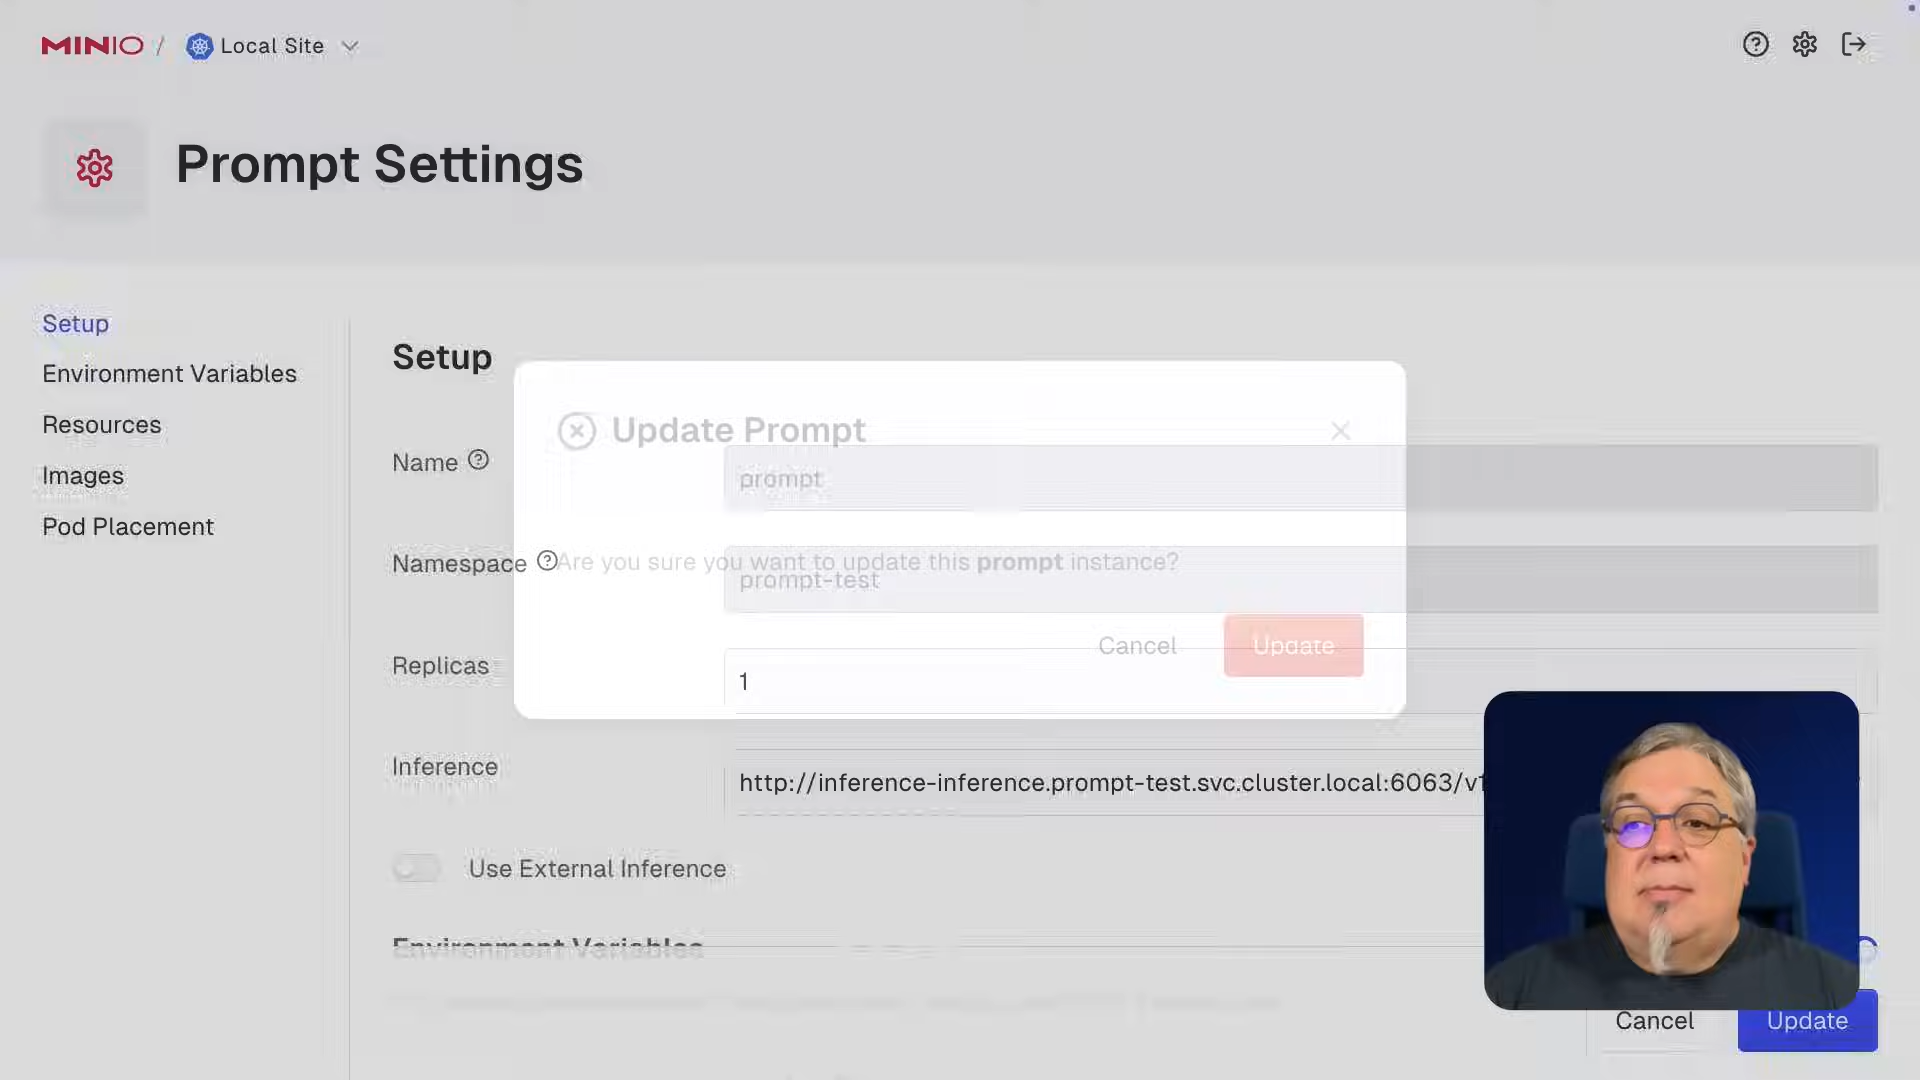 MINIO / Local Site
Prompt Settings
Setup
Environment Variables
Resources
Images
Pod Placement
Setup
Name
prompt
Namespace
prompt-test
Replicas
1
Inference
http://inference-inference.prompt-test.svc.cluster.local:6063/v1
Use External Inference
Environment Variables
Update Prompt
Are you sure you want to update this prompt instance?
Cancel
Update
Cancel
Update